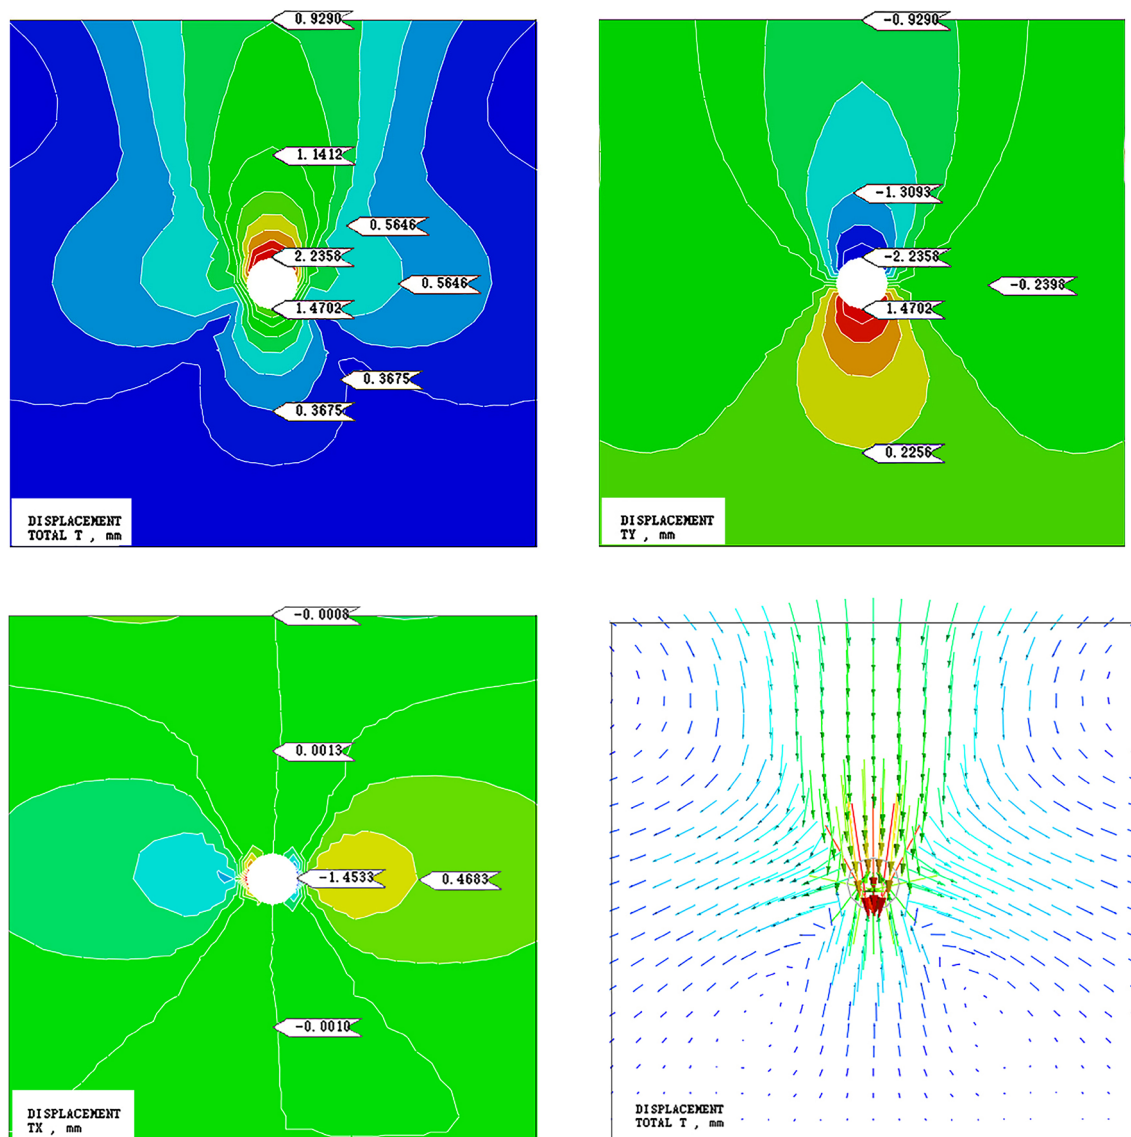 0.9290
1.1412
0.5646
2.2358
0.5646
1.4702
0.3675
0.3675
DISPLACEMENT
TOTAL T , mm
-0.9290
-1.3093
-2.2358
-0.2398
1.4702
0.2256
DISPLACEMENT
TY , mm
-0.0008
0.0013
-1.4533
0.4683
-0.0010
DISPLACEMENT
TX , mm
DISPLACEMENT
TOTAL T , mm